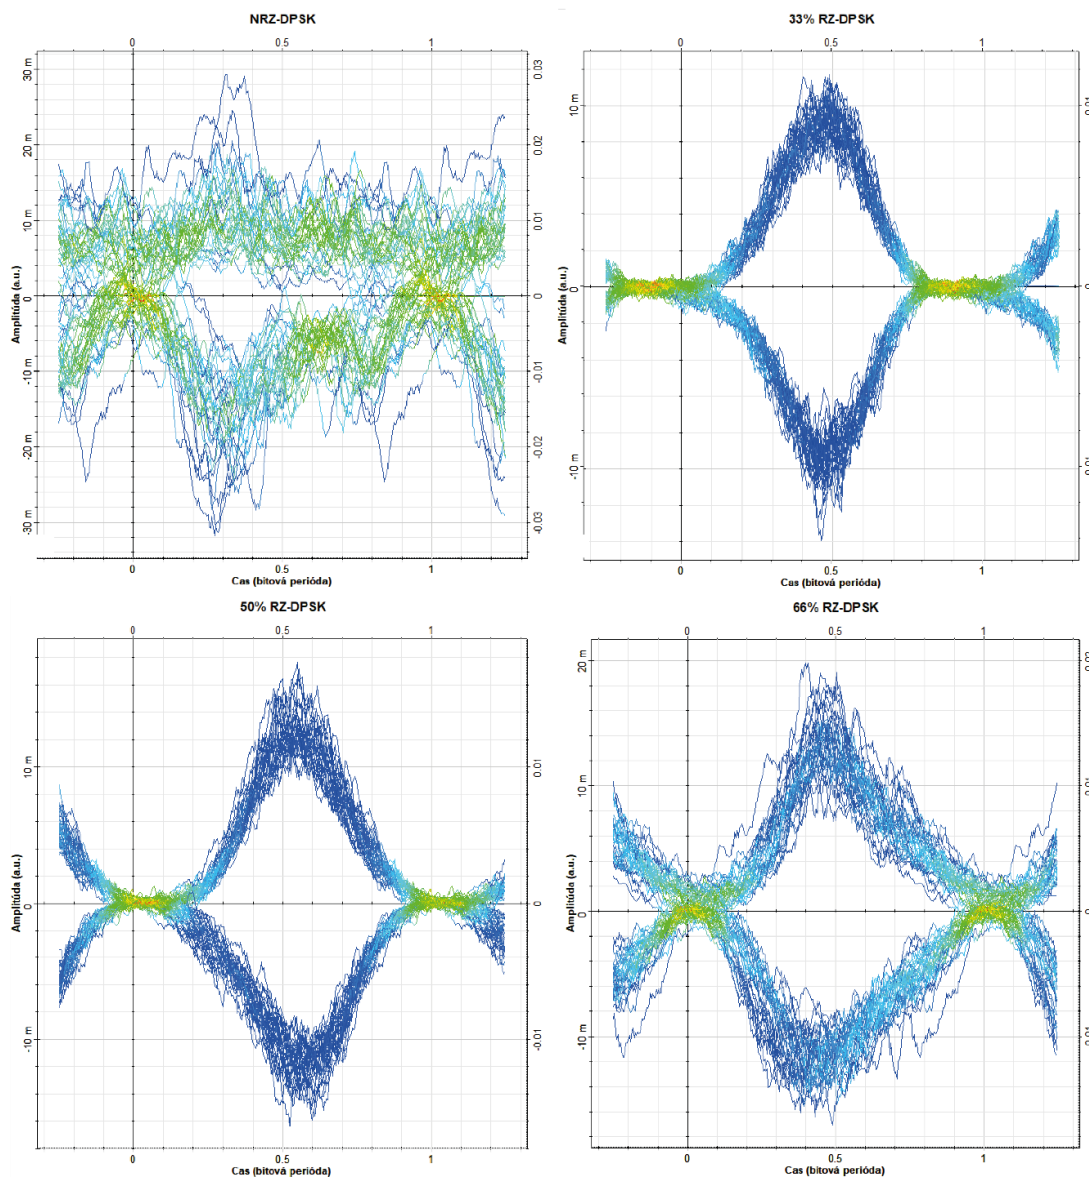 NRZ-DPSK
0 0.5 1
Amplitúda (a.u.)
30 m
20 m
10 m
0
-10 m
-20 m
-30 m
0.03
0.02
0.01
0
-0.01
-0.02
-0.03
0 0.5 1
Cas (bitová perióda)
33% RZ-DPSK
0 0.5 1
Amplitúda (a.u.)
10 m
0
-10 m
0 0.5 1
Cas (bitová perióda)
50% RZ-DPSK
0 0.5 1
Amplitúda (a.u.)
10 m
0
-10 m
0.01
0
-0.01
0 0.5 1
Cas (bitová perióda)
66% RZ-DPSK
0 0.5 1
Amplitúda (a.u.)
20 m
10 m
0
-10 m
0 0.5 1
Cas (bitová perióda)